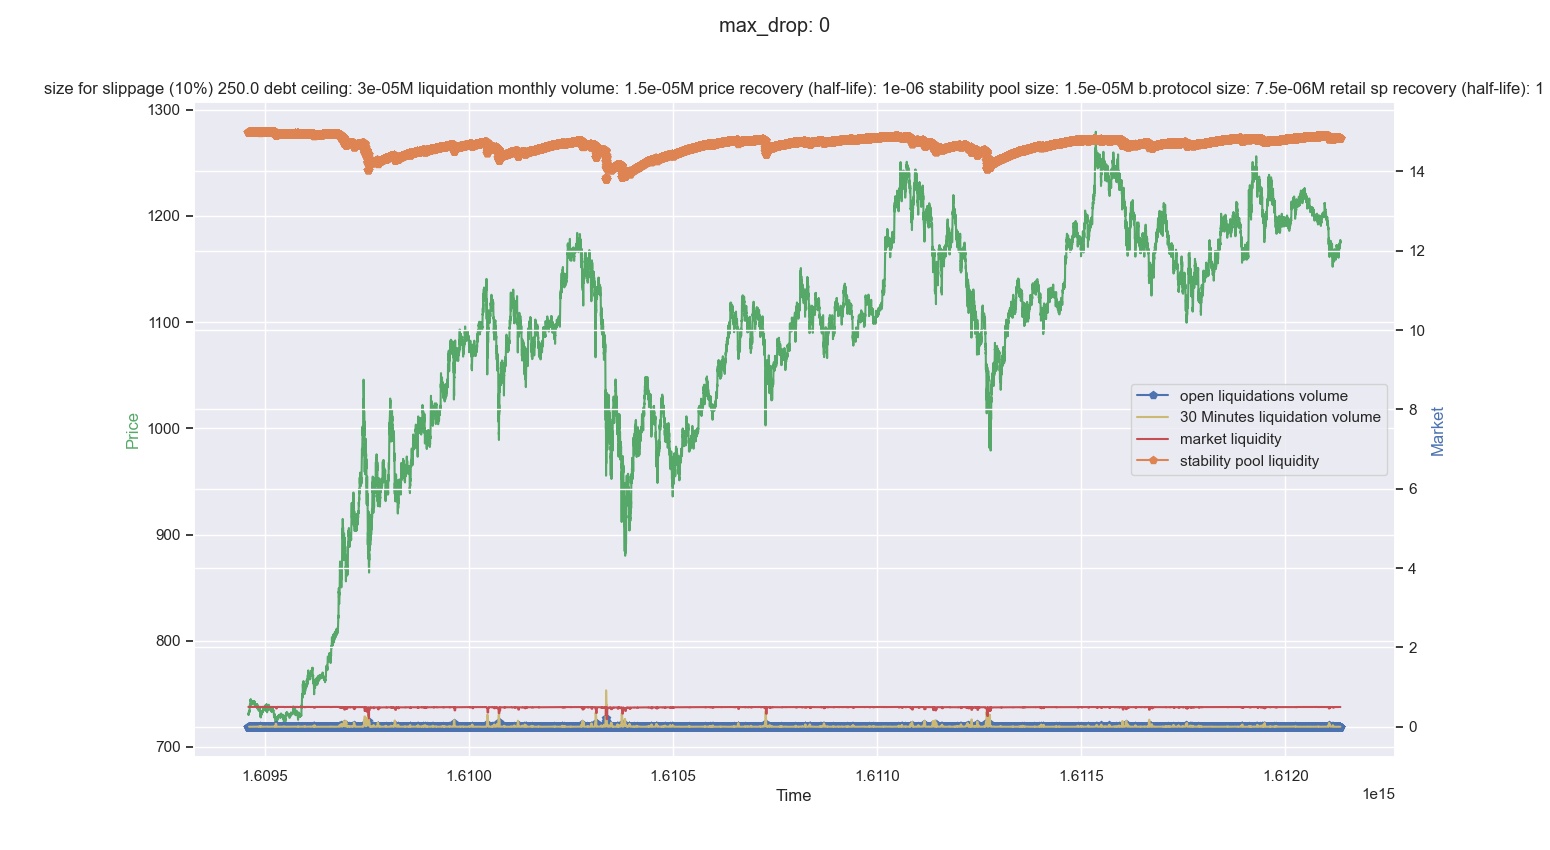 max_drop: 0
size for slippage (10%) 250.0 debt ceiling: 3e-05M liquidation monthly volume: 1.5e-05M price recovery (half-life): 1e-06 stability pool size: 1.5e-05M b.protocol size: 7.5e-06M retail sp recovery (half-life): 1
1300
1200
1100
1000
900
800
700
Price
14
12
10
8
6
4
2
0
Market
open liquidations volume
30 Minutes liquidation volume
market liquidity
stability pool liquidity
1.6095
1.6100
1.6105
1.6110
1.6115
1.6120
Time
1e15